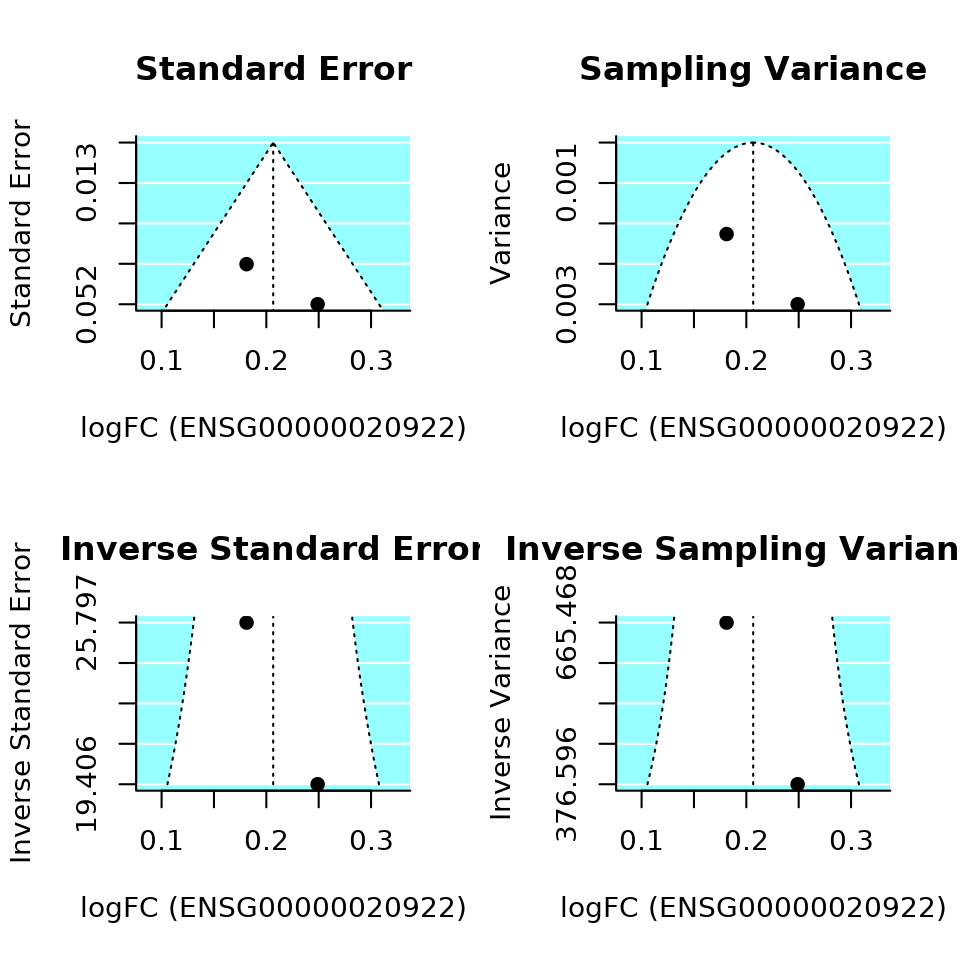 Standard Error
Standard Error
0.013
0.052
0.1 0.2 0.3
logFC (ENSG00000020922)
Sampling Variance
Variance
0.001
0.003
0.1 0.2 0.3
logFC (ENSG00000020922)
Inverse Standard Error
Inverse Standard Error
25.797
19.406
0.1 0.2 0.3
logFC (ENSG00000020922)
Inverse Sampling Varian
Inverse Variance
665.468
376.596
0.1 0.2 0.3
logFC (ENSG00000020922)